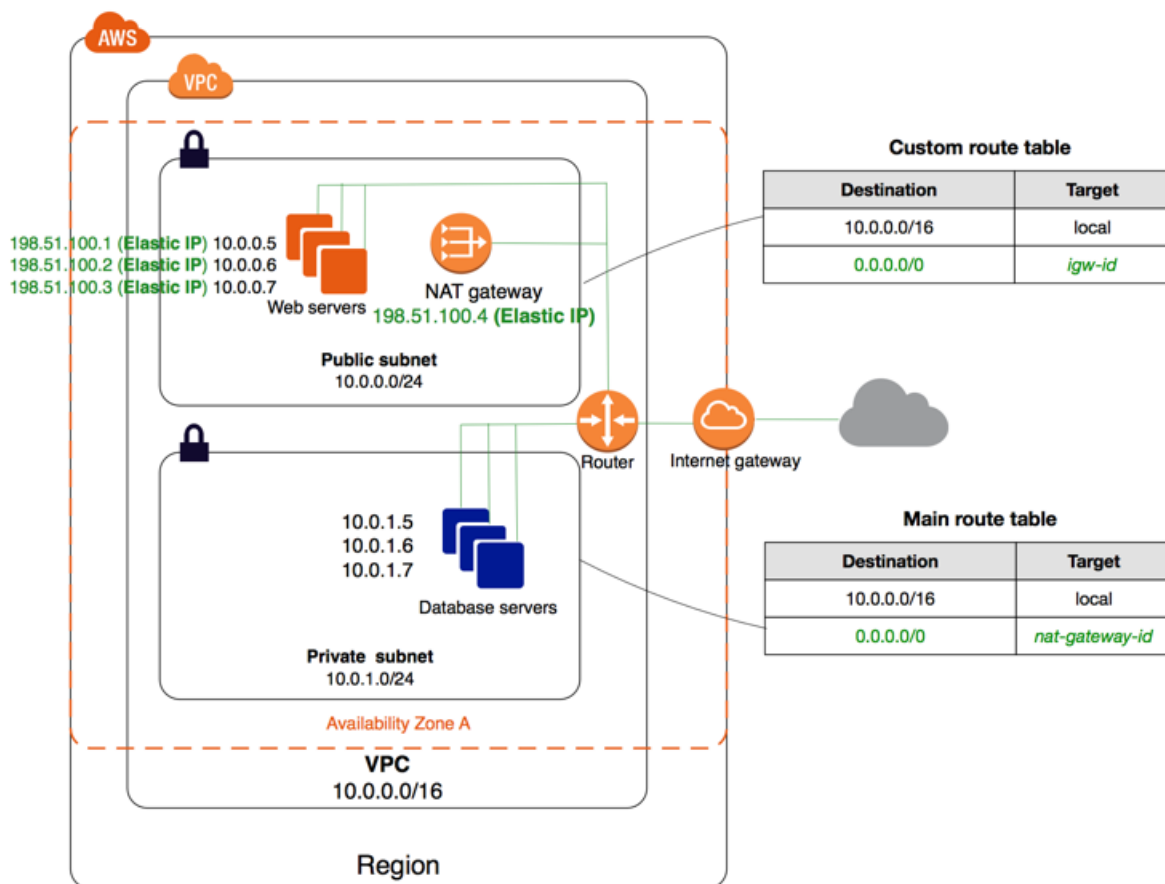 AWS
VPC
198.51.100.1 (Elastic IP) 10.0.0.5
198.51.100.2 (Elastic IP) 10.0.0.6
198.51.100.3 (Elastic IP) 10.0.0.7
Web servers
NAT gateway
198.51.100.4 (Elastic IP)
Public subnet
10.0.0.0/24
Custom route table
Destination Target
10.0.0.0/16 local
0.0.0.0/0 igw-id
Router
Internet gateway
10.0.1.5
10.0.1.6
10.0.1.7
Database servers
Private subnet
10.0.1.0/24
Main route table
Destination Target
10.0.0.0/16 local
0.0.0.0/0 nat-gateway-id
Availability Zone A
VPC
10.0.0.0/16
Region